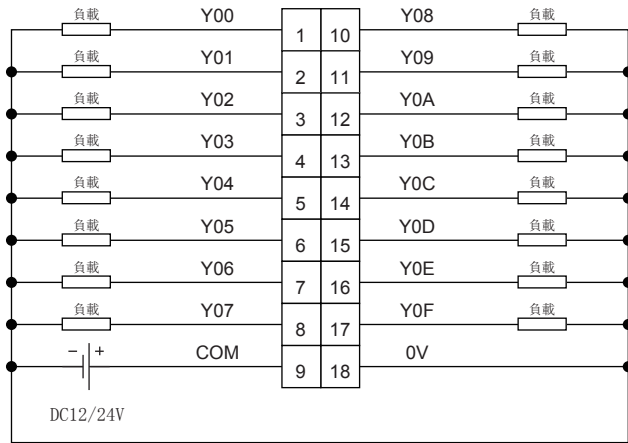 負載 Y00 1 10 Y08 負載
負載 Y01 2 11 Y09 負載
負載 Y02 3 12 Y0A 負載
負載 Y03 4 13 Y0B 負載
負載 Y04 5 14 Y0C 負載
負載 Y05 6 15 Y0D 負載
負載 Y06 7 16 Y0E 負載
負載 Y07 8 17 Y0F 負載
− + COM 9 18 0V
DC12/24V